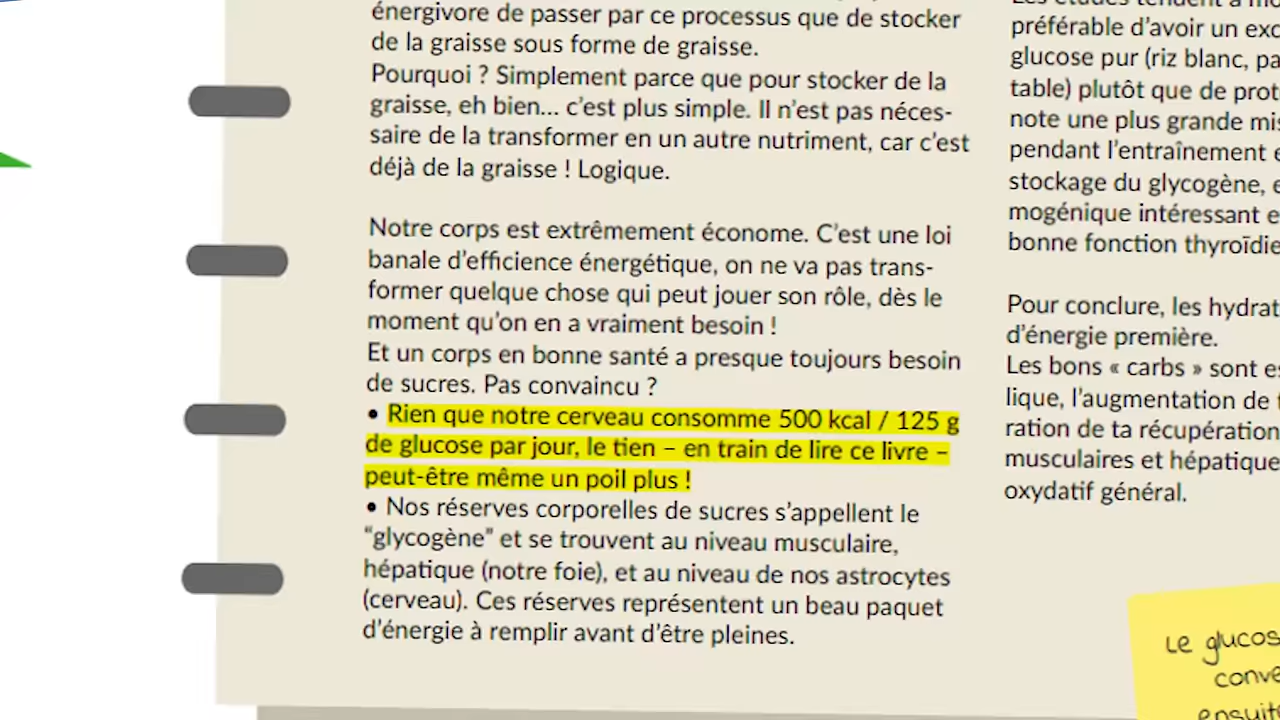 énergivore de passer par ce processus que de stocker
de la graisse sous forme de graisse.
Pourquoi ? Simplement parce que pour stocker de la
graisse, eh bien... c’est plus simple. Il n’est pas néces-
saire de la transformer en un autre nutriment, car c’est
déjà de la graisse ! Logique.
Notre corps est extrêmement économe. C’est une loi
banale d’efficience énergétique, on ne va pas trans-
former quelque chose qui peut jouer son rôle, dès le
moment qu’on en a vraiment besoin !
Et un corps en bonne santé a presque toujours besoin
de sucres. Pas convaincu ?
• Rien que notre cerveau consomme 500 kcal / 125 g
de glucose par jour, le tien – en train de lire ce livre –
peut-être même un poil plus !
• Nos réserves corporelles de sucres s’appellent le
“glycogène” et se trouvent au niveau musculaire,
hépatique (notre foie), et au niveau de nos astrocytes
(cerveau). Ces réserves représentent un beau paquet
d’énergie à remplir avant d’être pleines.
Les études tendent à
préférable d’avoir un
glucose pur (riz blanc,
table) plutôt que de
note une plus grande
pendant l’entraînement
stockage du glycogène,
mogénique intéressant
bonne fonction
Pour conclure, les
d’énergie première.
Les bons « carbs » sont
lique, l’augmentation de
ration de ta récupération
musculaires et
oxydatif général.
Le